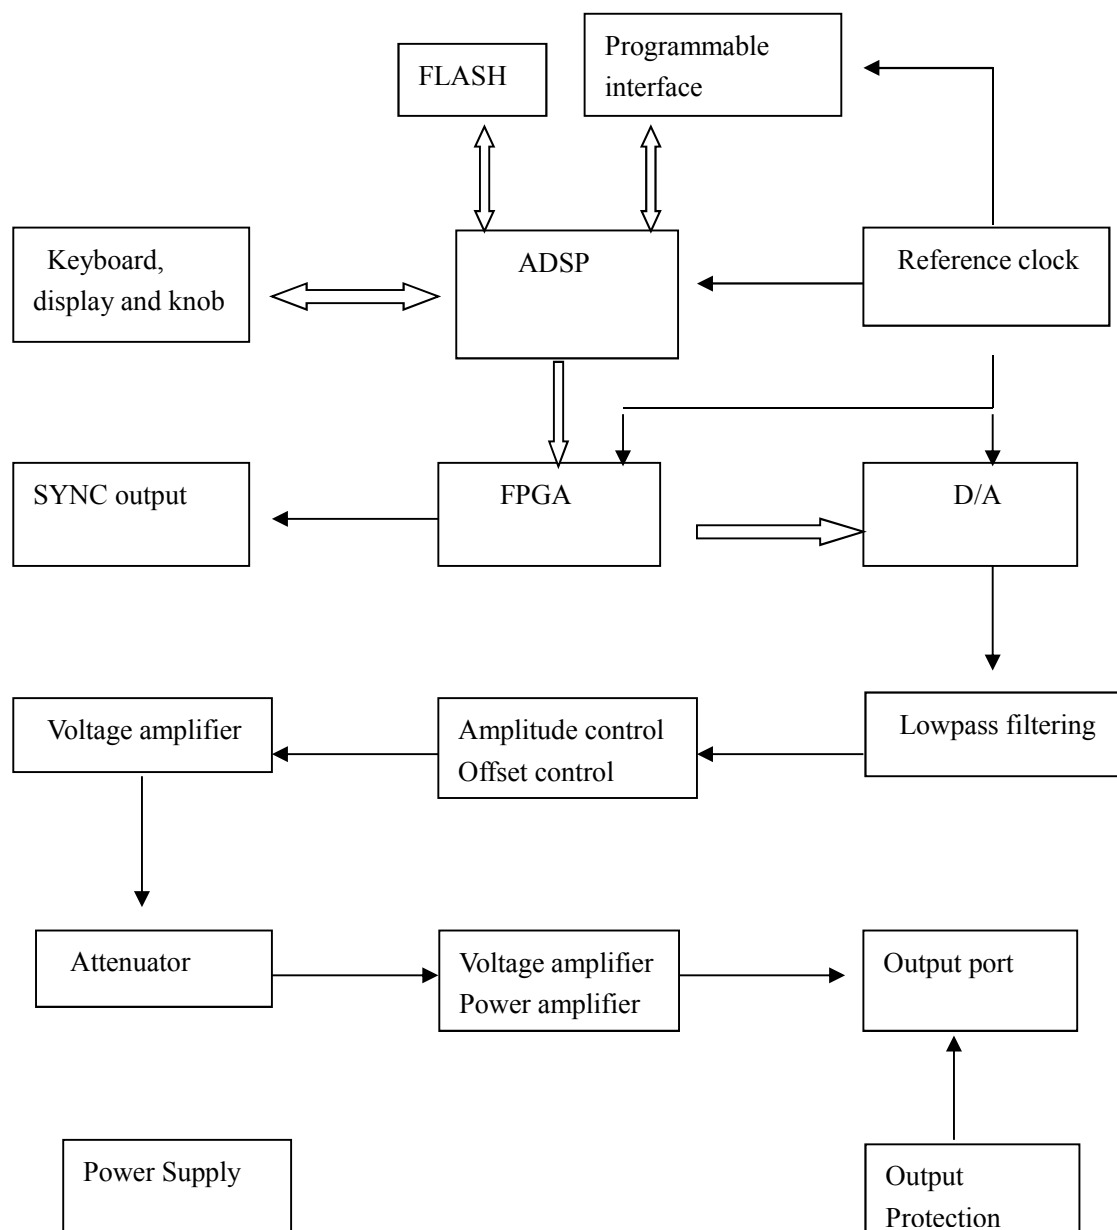 FLASH
Programmable
interface
Keyboard,
display and knob
ADSP
Reference clock
SYNC output
FPGA
D/A
Voltage amplifier
Amplitude control
Offset control
Lowpass filtering
Attenuator
Voltage amplifier
Power amplifier
Output port
Power Supply
Output
Protection